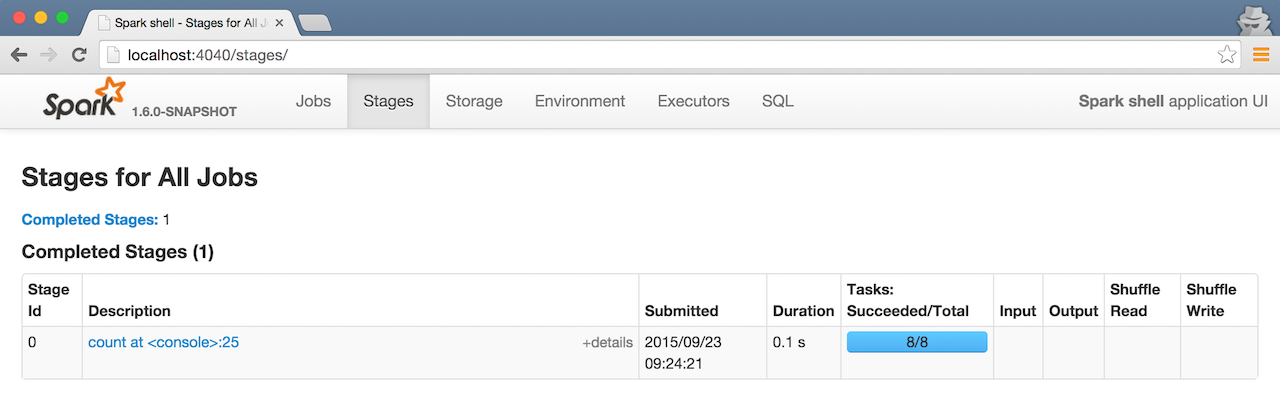 Spark shell - Stages for All J
localhost:4040/stages/
Spark 1.6.0-SNAPSHOT Jobs Stages Storage Environment Executors SQL Spark shell application UI
Stages for All Jobs
Completed Stages: 1
Completed Stages (1)
Stage Id Description Submitted Duration Tasks: Succeeded/Total Input Output Shuffle Read Shuffle Write
0 count at <console>:25 +details 2015/09/23 09:24:21 0.1 s 8/8